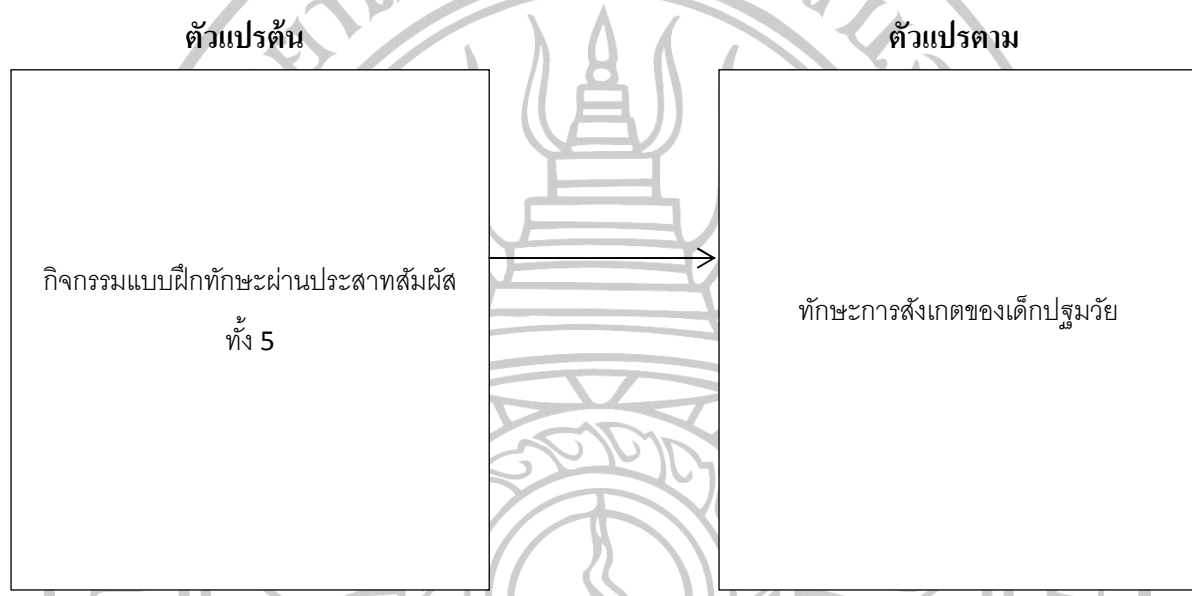 ตัวแปรต้น
ตัวแปรตาม
กิจกรรมแบบฝึกทักษะผ่านประสาทสัมผัส
ทั้ง 5
ทักษะการสังเกตของเด็กปฐมวัย